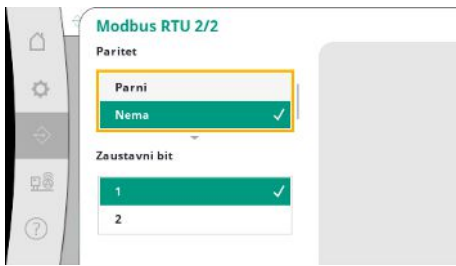 Modbus RTU 2/2
Paritet
Parni
Nema
Zaustavni bit
1
2
?